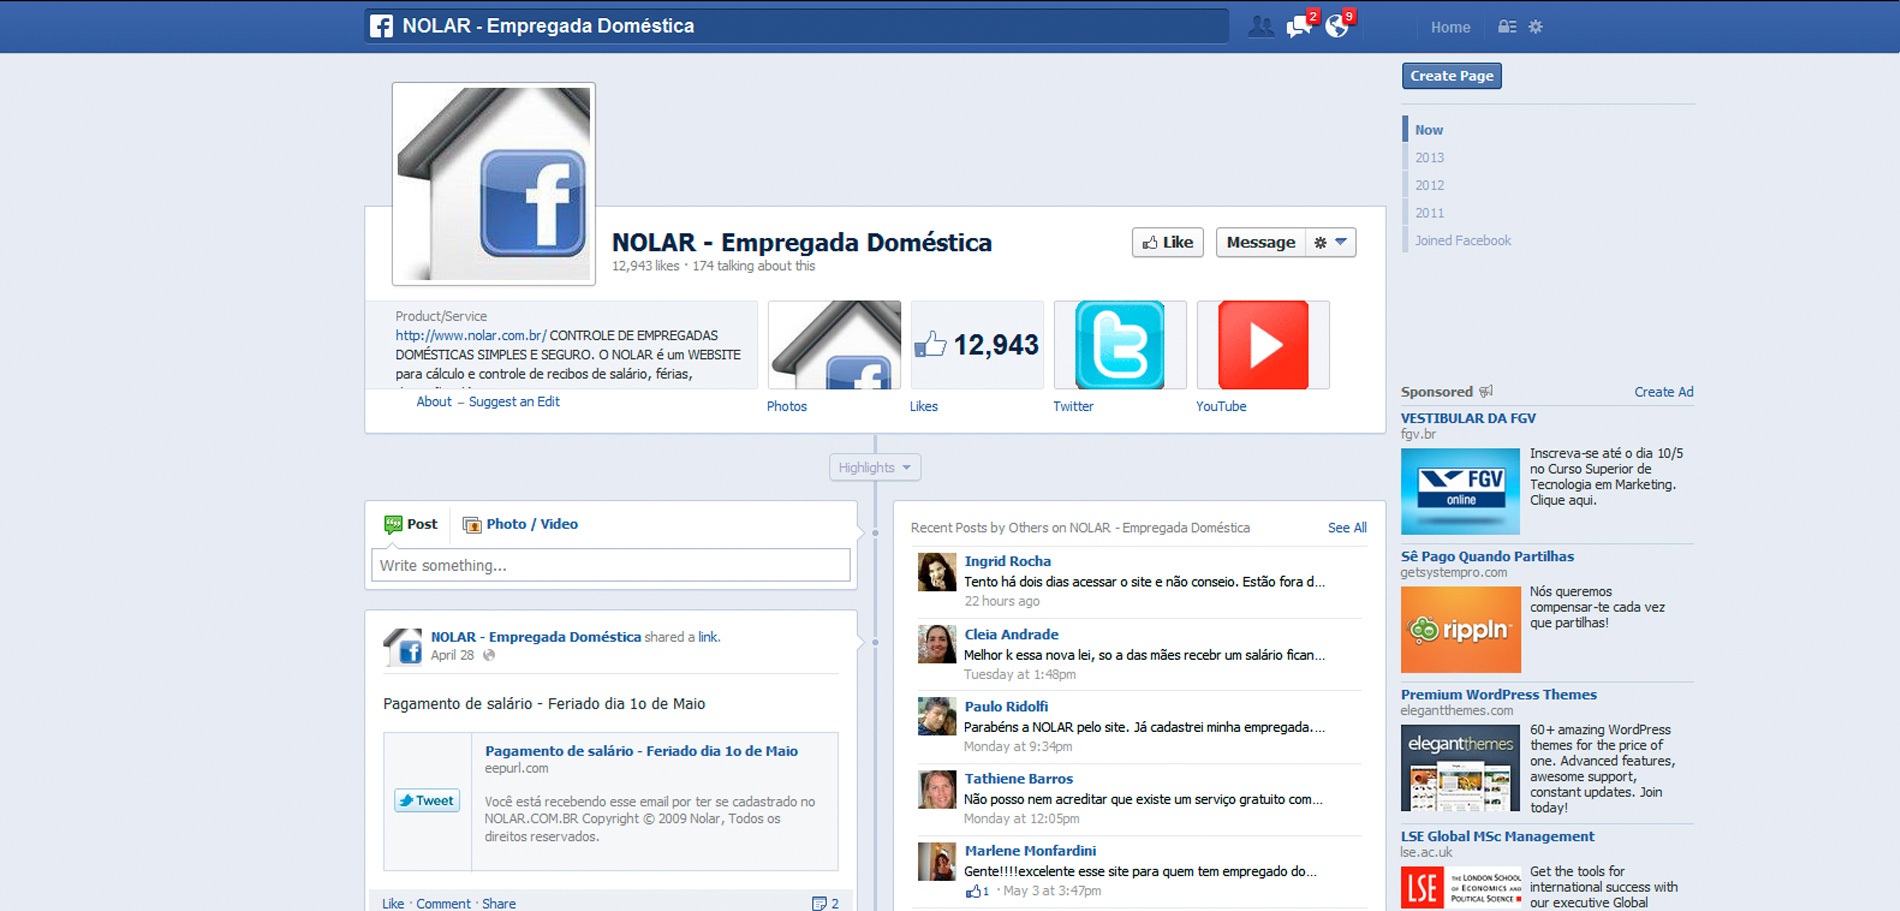 NOLAR - Empregada Doméstica
2
9
Home
Create Page
Now
2013
2012
2011
Joined Facebook
NOLAR - Empregada Doméstica
12,943 likes · 174 talking about this
Like
Message
Product/Service
http://www.nolar.com.br/ CONTROLE DE EMPREGADAS
DOMÉSTICAS SIMPLES E SEGURO. O NOLAR é um WEBSITE
para cálculo e controle de recibos de salário, férias,
About – Suggest an Edit
Photos
12,943
Likes
Twitter
YouTube
Highlights
Post
Photo / Video
Write something...
NOLAR - Empregada Doméstica shared a link.
April 28
Pagamento de salário - Feriado dia 1o de Maio
Tweet
Pagamento de salário - Feriado dia 1o de Maio
eepurl.com
Você está recebendo esse email por ter se cadastrado no
NOLAR.COM.BR Copyright © 2009 Nolar, Todos os
direitos reservados.
Like · Comment · Share
2
Recent Posts by Others on NOLAR - Empregada Doméstica
See All
Ingrid Rocha
Tento há dois dias acessar o site e não conseio. Estão fora d...
22 hours ago
Cleia Andrade
Melhor k essa nova lei, so a das mães recebr um salário fican...
Tuesday at 1:48pm
Paulo Ridolfi
Parabéns a NOLAR pelo site. Já cadastrei minha empregada....
Monday at 9:34pm
Tathiene Barros
Não posso nem acreditar que existe um serviço gratuito com...
Monday at 12:05pm
Marlene Monfardini
Gente!!!!excelente esse site para quem tem empregado do...
1 · May 3 at 3:47pm
Sponsored
Create Ad
VESTIBULAR DA FGV
fgv.br
FGV
online
Inscreva-se até o dia 10/5
no Curso Superior de
Tecnologia em Marketing.
Clique aqui.
Sê Pago Quando Partilhas
getsystempro.com
rippln
Nós queremos
compensar-te cada vez
que partilhas!
Premium WordPress Themes
elegantthemes.com
elegantthemes
60+ amazing WordPress
themes for the price of
one. Advanced features,
awesome support,
constant updates. Join
today!
LSE Global MSc Management
lse.ac.uk
LSE
THE LONDON SCHOOL
OF ECONOMICS AND
POLITICAL SCIENCE
Get the tools for
international success with
our executive Global